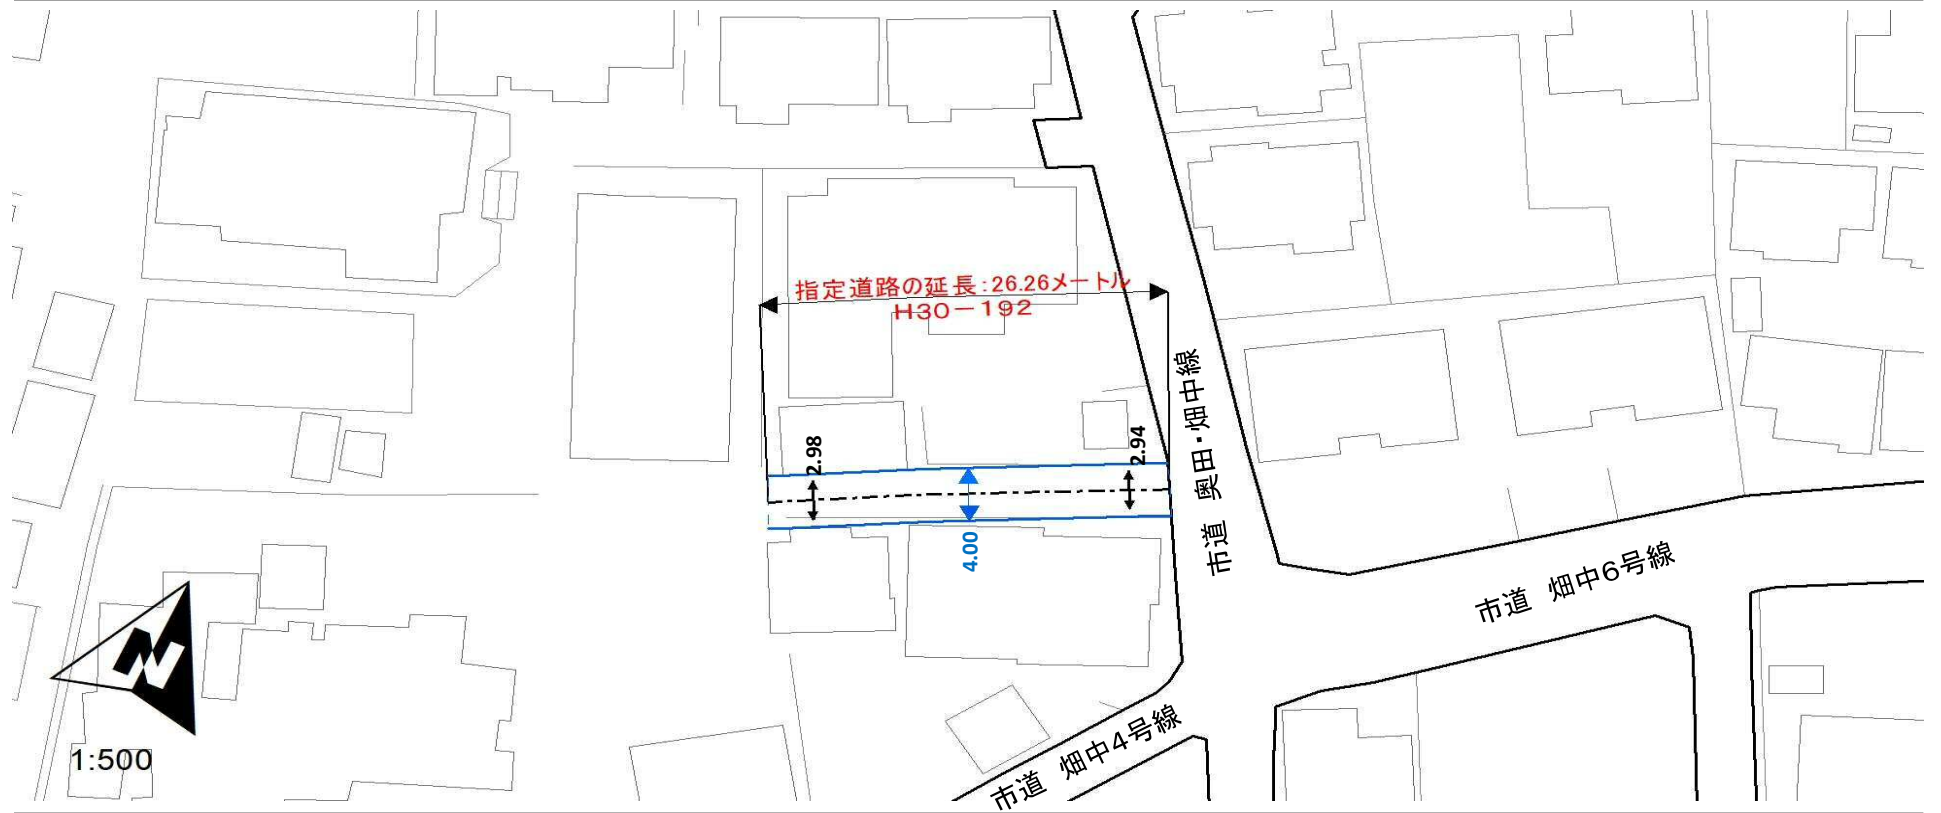 指定道路の延長:26.26メートル
H30-192
2.98
2.94
4.00
市道 奥田・畑中線
市道 畑中6号線
市道 畑中4号線
N
1:500